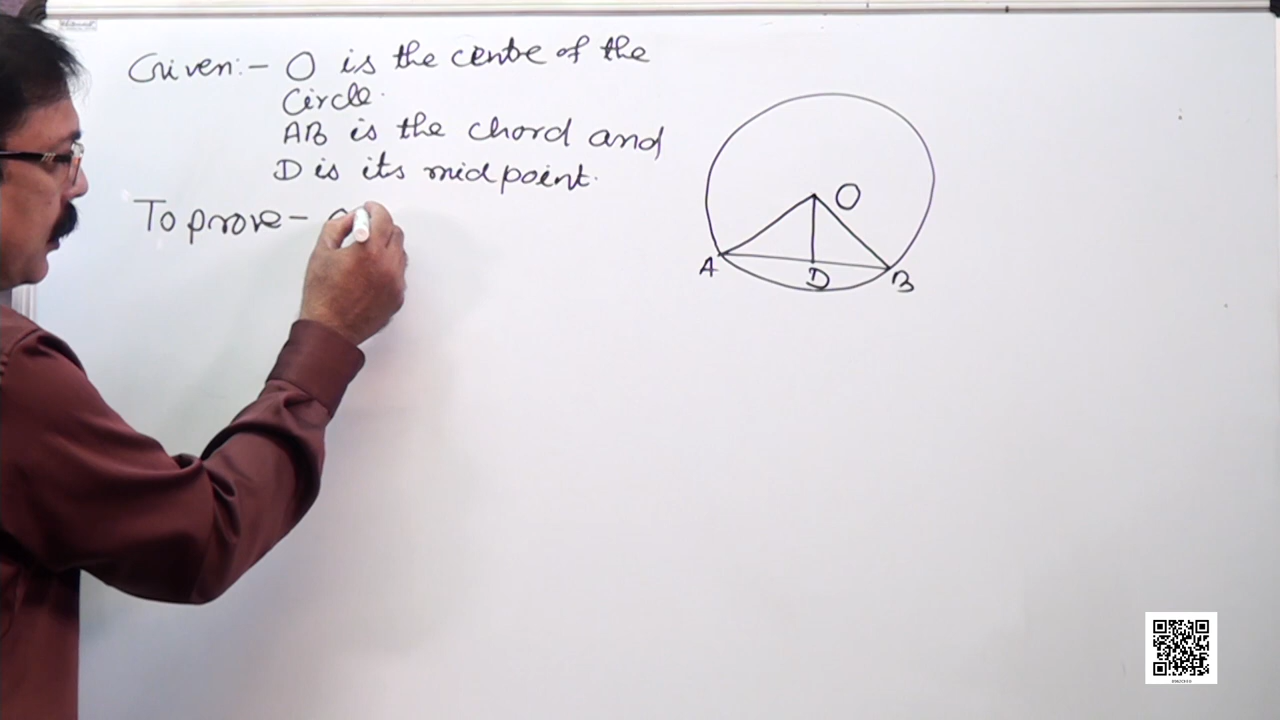 Given:- O is the centre of the
Circle.
AB is the chord and
D is its midpoint.
To prove-
O
A
D
B